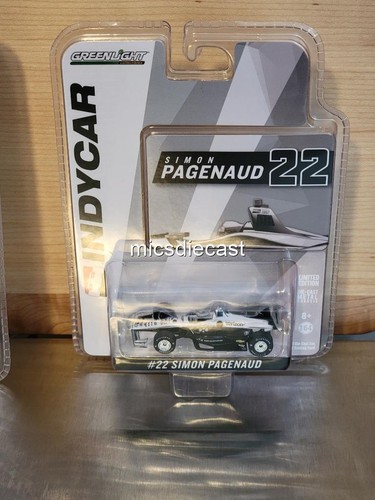 GREENLIGHT
INDYCAR
SIMON
PAGENAUD 22
micsdiecast
LIMITED
EDITION
#22 SIMON PAGENAUD